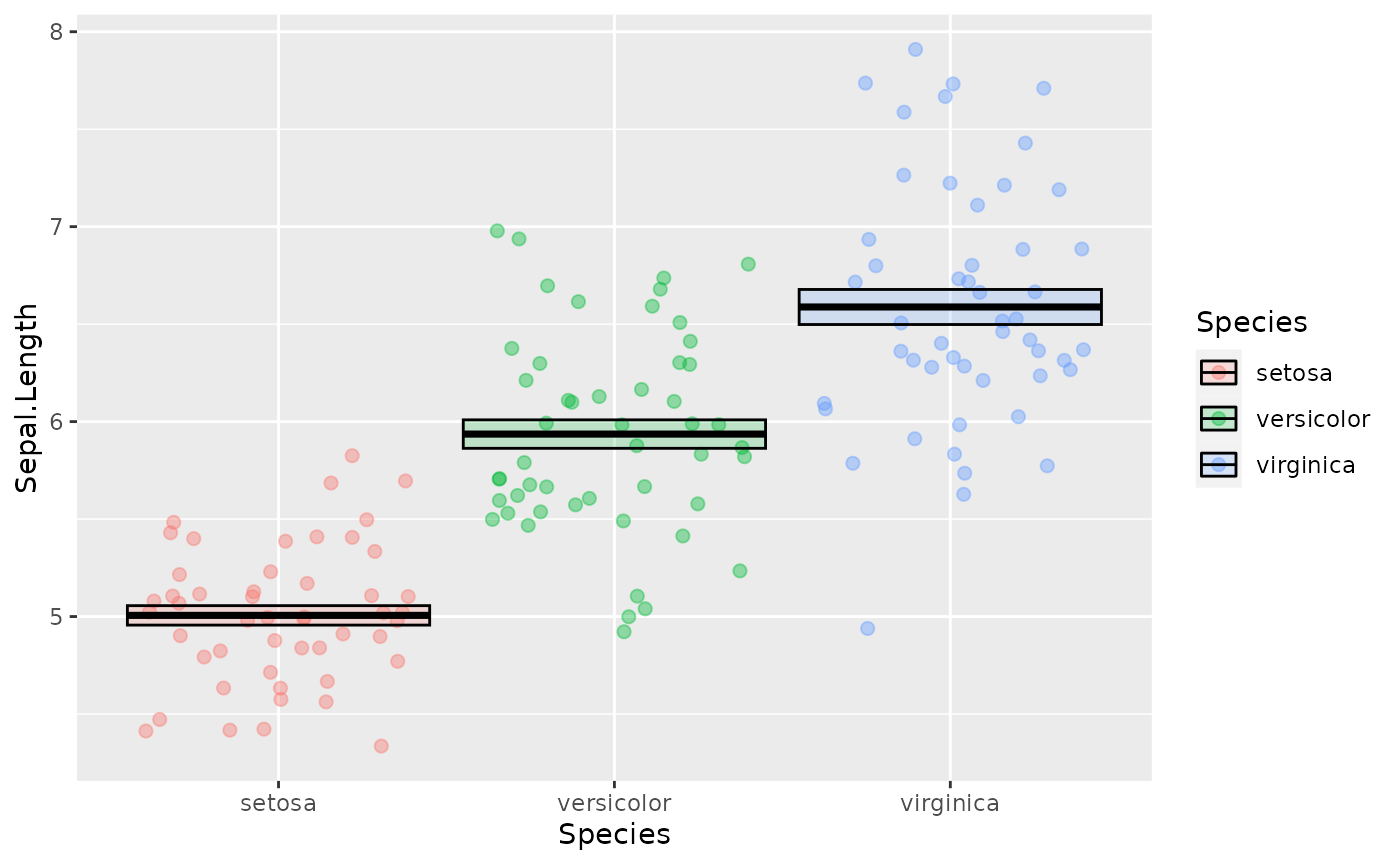 Sepal.Length
8
7
6
5
setosa versicolor virginica
Species
Species
setosa
versicolor
virginica